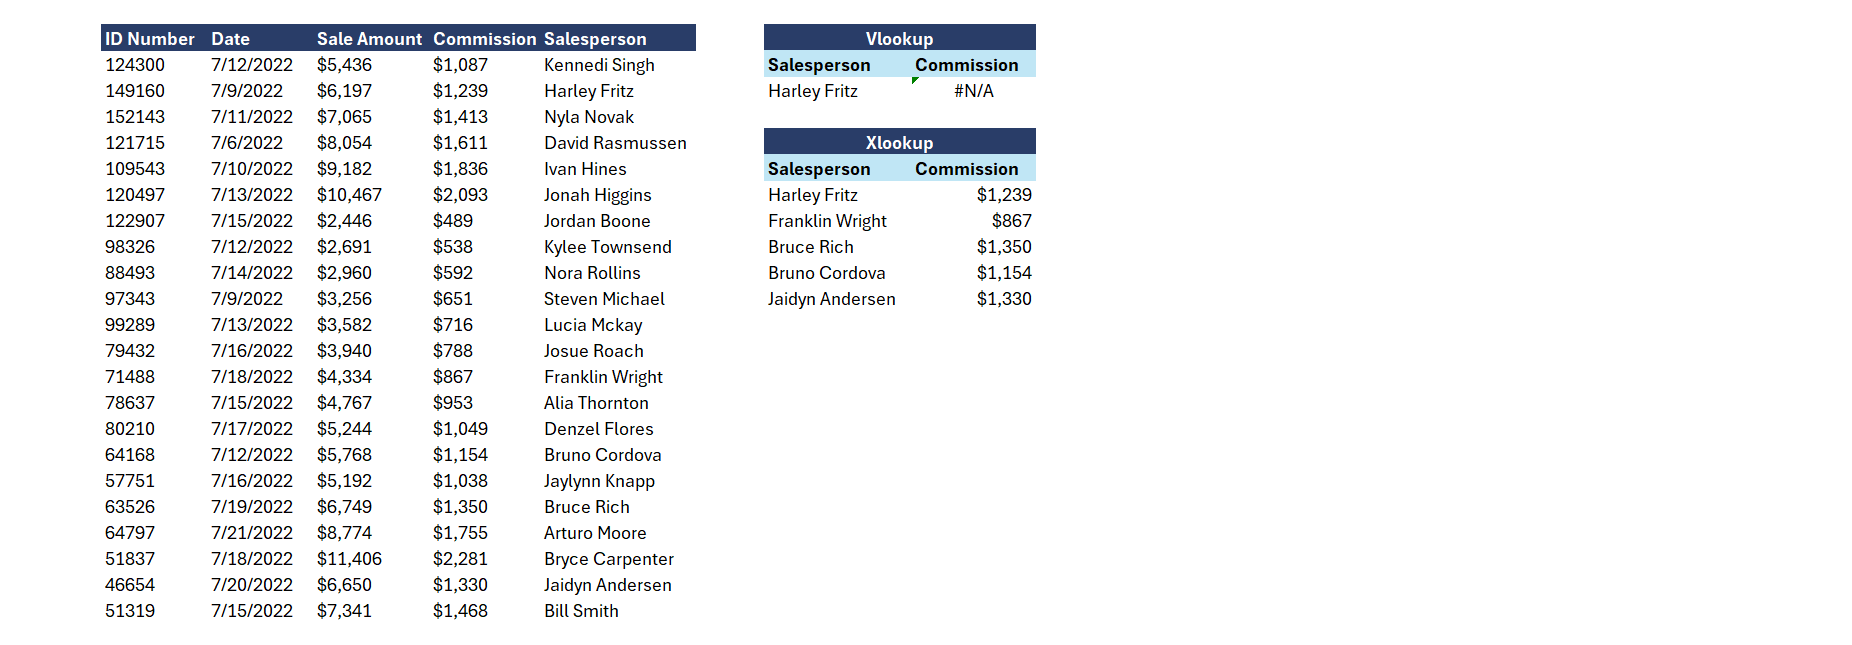 ID Number Date Sale Amount Commission Salesperson
124300 7/12/2022 $5,436 $1,087 Kennedi Singh
149160 7/9/2022 $6,197 $1,239 Harley Fritz
152143 7/11/2022 $7,065 $1,413 Nyla Novak
121715 7/6/2022 $8,054 $1,611 David Rasmussen
109543 7/10/2022 $9,182 $1,836 Ivan Hines
120497 7/13/2022 $10,467 $2,093 Jonah Higgins
122907 7/15/2022 $2,446 $489 Jordan Boone
98326 7/12/2022 $2,691 $538 Kylee Townsend
88493 7/14/2022 $2,960 $592 Nora Rollins
97343 7/9/2022 $3,256 $651 Steven Michael
99289 7/13/2022 $3,582 $716 Lucia Mckay
79432 7/16/2022 $3,940 $788 Josue Roach
71488 7/18/2022 $4,334 $867 Franklin Wright
78637 7/15/2022 $4,767 $953 Alia Thornton
80210 7/17/2022 $5,244 $1,049 Denzel Flores
64168 7/12/2022 $5,768 $1,154 Bruno Cordova
57751 7/16/2022 $5,192 $1,038 Jaylynn Knapp
63526 7/19/2022 $6,749 $1,350 Bruce Rich
64797 7/21/2022 $8,774 $1,755 Arturo Moore
51837 7/18/2022 $11,406 $2,281 Bryce Carpenter
46654 7/20/2022 $6,650 $1,330 Jaidyn Andersen
51319 7/15/2022 $7,341 $1,468 Bill Smith
Vlookup
Salesperson Commission
Harley Fritz #N/A
Xlookup
Salesperson Commission
Harley Fritz $1,239
Franklin Wright $867
Bruce Rich $1,350
Bruno Cordova $1,154
Jaidyn Andersen $1,330